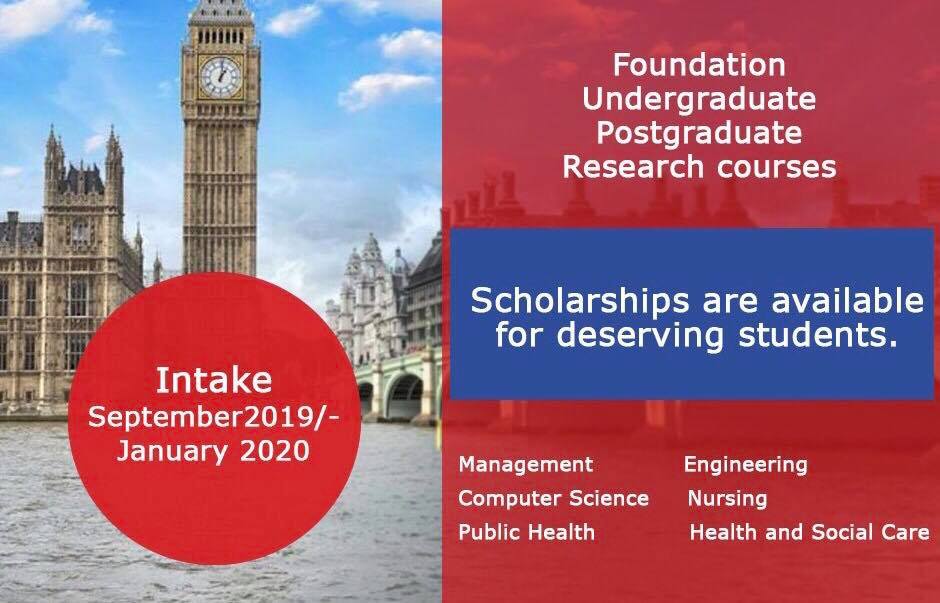 Foundation
Undergraduate
Postgraduate
Research courses
Scholarships are available
for deserving students.
Intake
September2019/-
January 2020
Management
Engineering
Computer Science
Nursing
Public Health
Health and Social Care